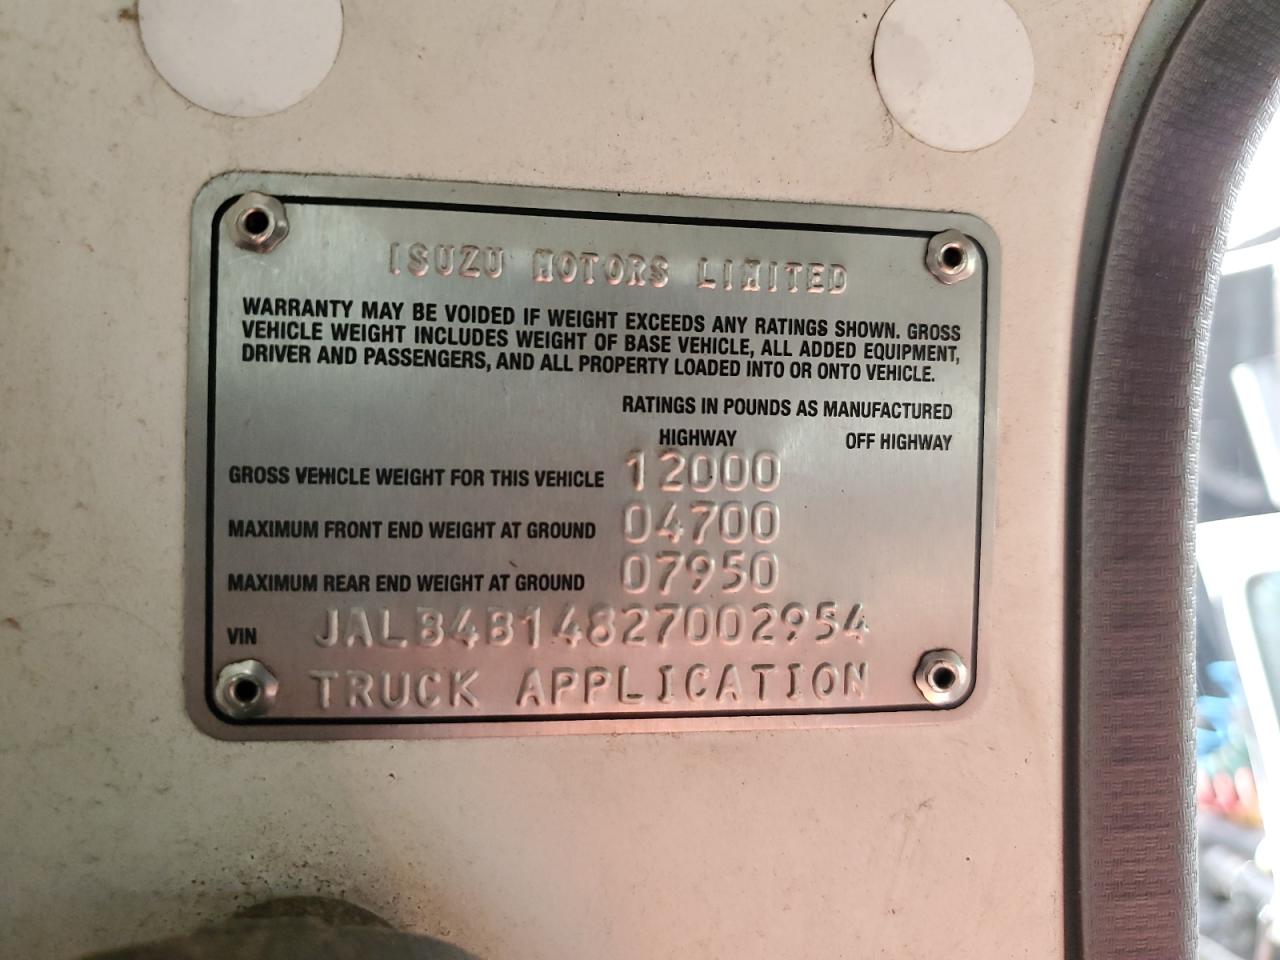 ISUZU MOTORS LIMITED
WARRANTY MAY BE VOIDED IF WEIGHT EXCEEDS ANY RATINGS SHOWN. GROSS
VEHICLE WEIGHT INCLUDES WEIGHT OF BASE VEHICLE, ALL ADDED EQUIPMENT,
DRIVER AND PASSENGERS, AND ALL PROPERTY LOADED INTO OR ONTO VEHICLE.
RATINGS IN POUNDS AS MANUFACTURED
HIGHWAY OFF HIGHWAY
GROSS VEHICLE WEIGHT FOR THIS VEHICLE 12000
MAXIMUM FRONT END WEIGHT AT GROUND 04700
MAXIMUM REAR END WEIGHT AT GROUND 07950
VIN JALB4B14827002954
TRUCK APPLICATION